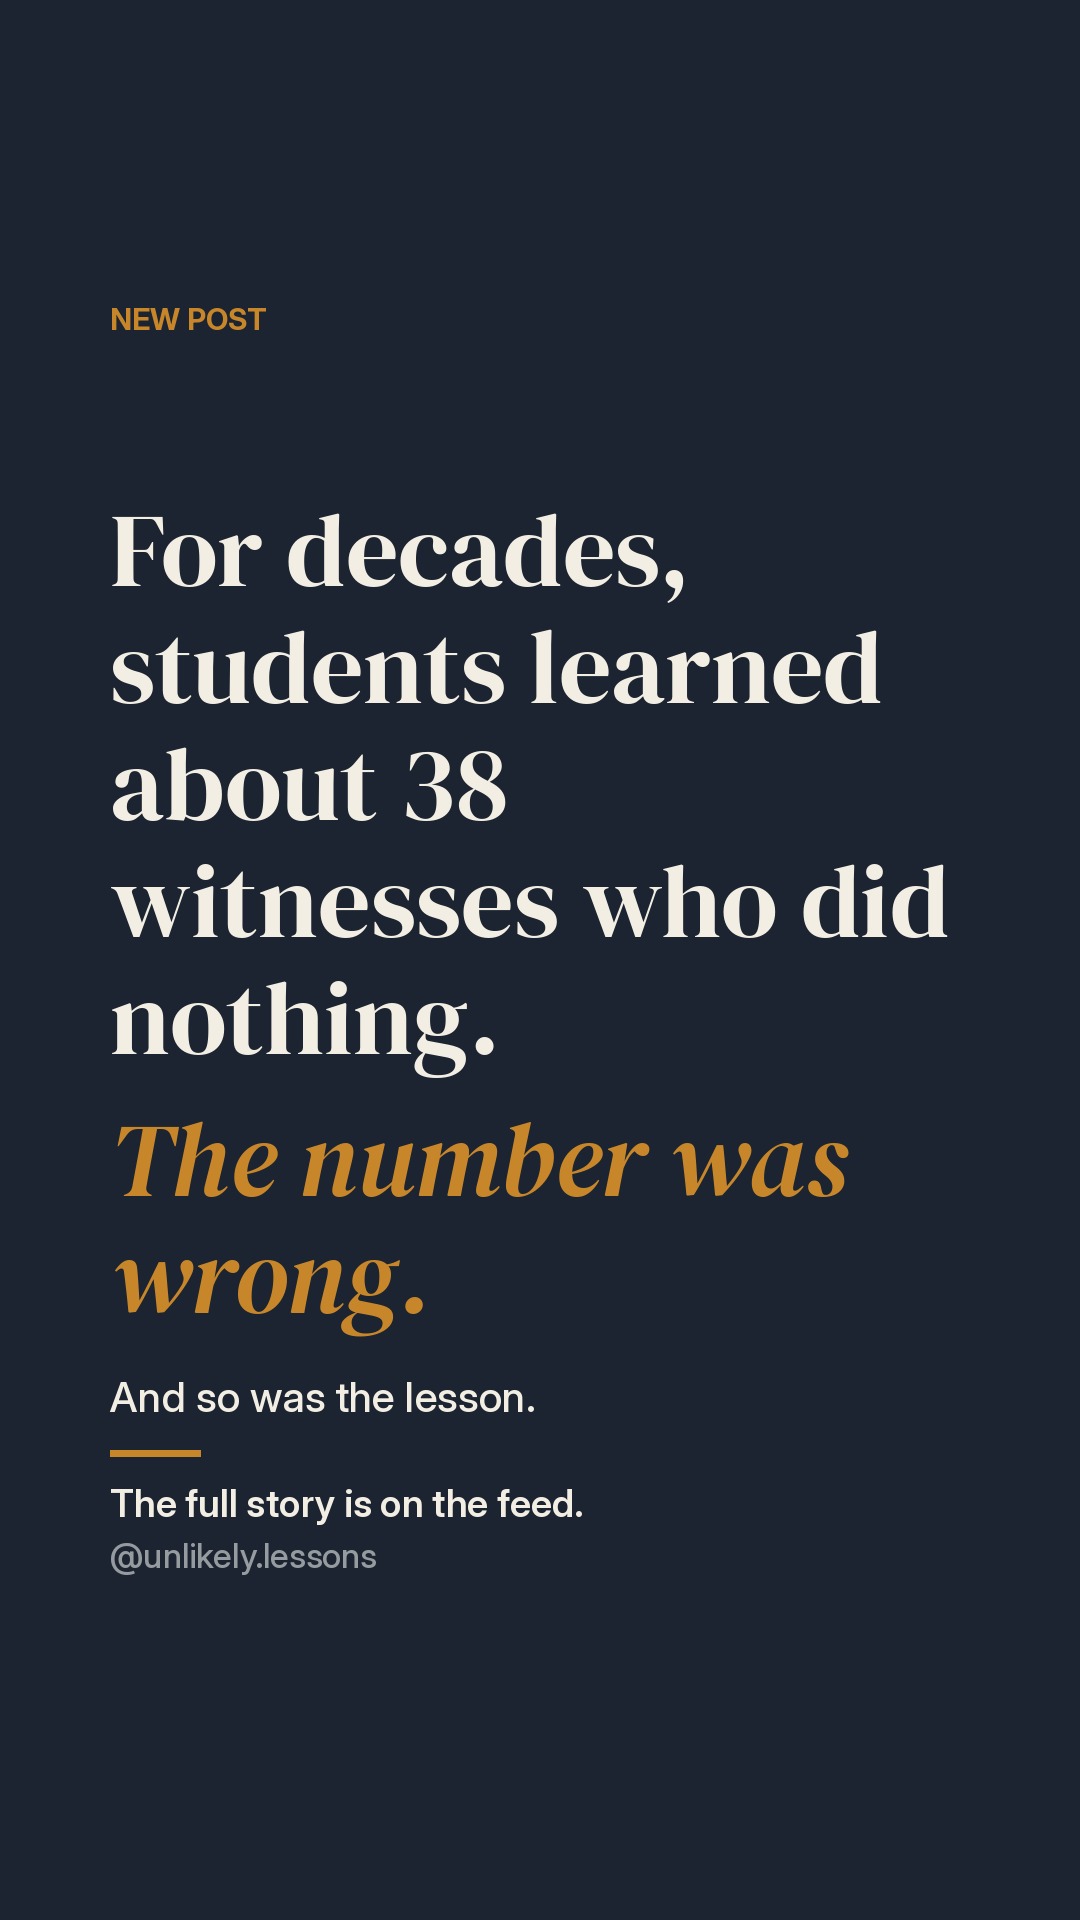 NEW POST
For decades,
students learned
about 38
witnesses who did
nothing.
The number was
wrong.
And so was the lesson.
The full story is on the feed.
@unlikely.lessons